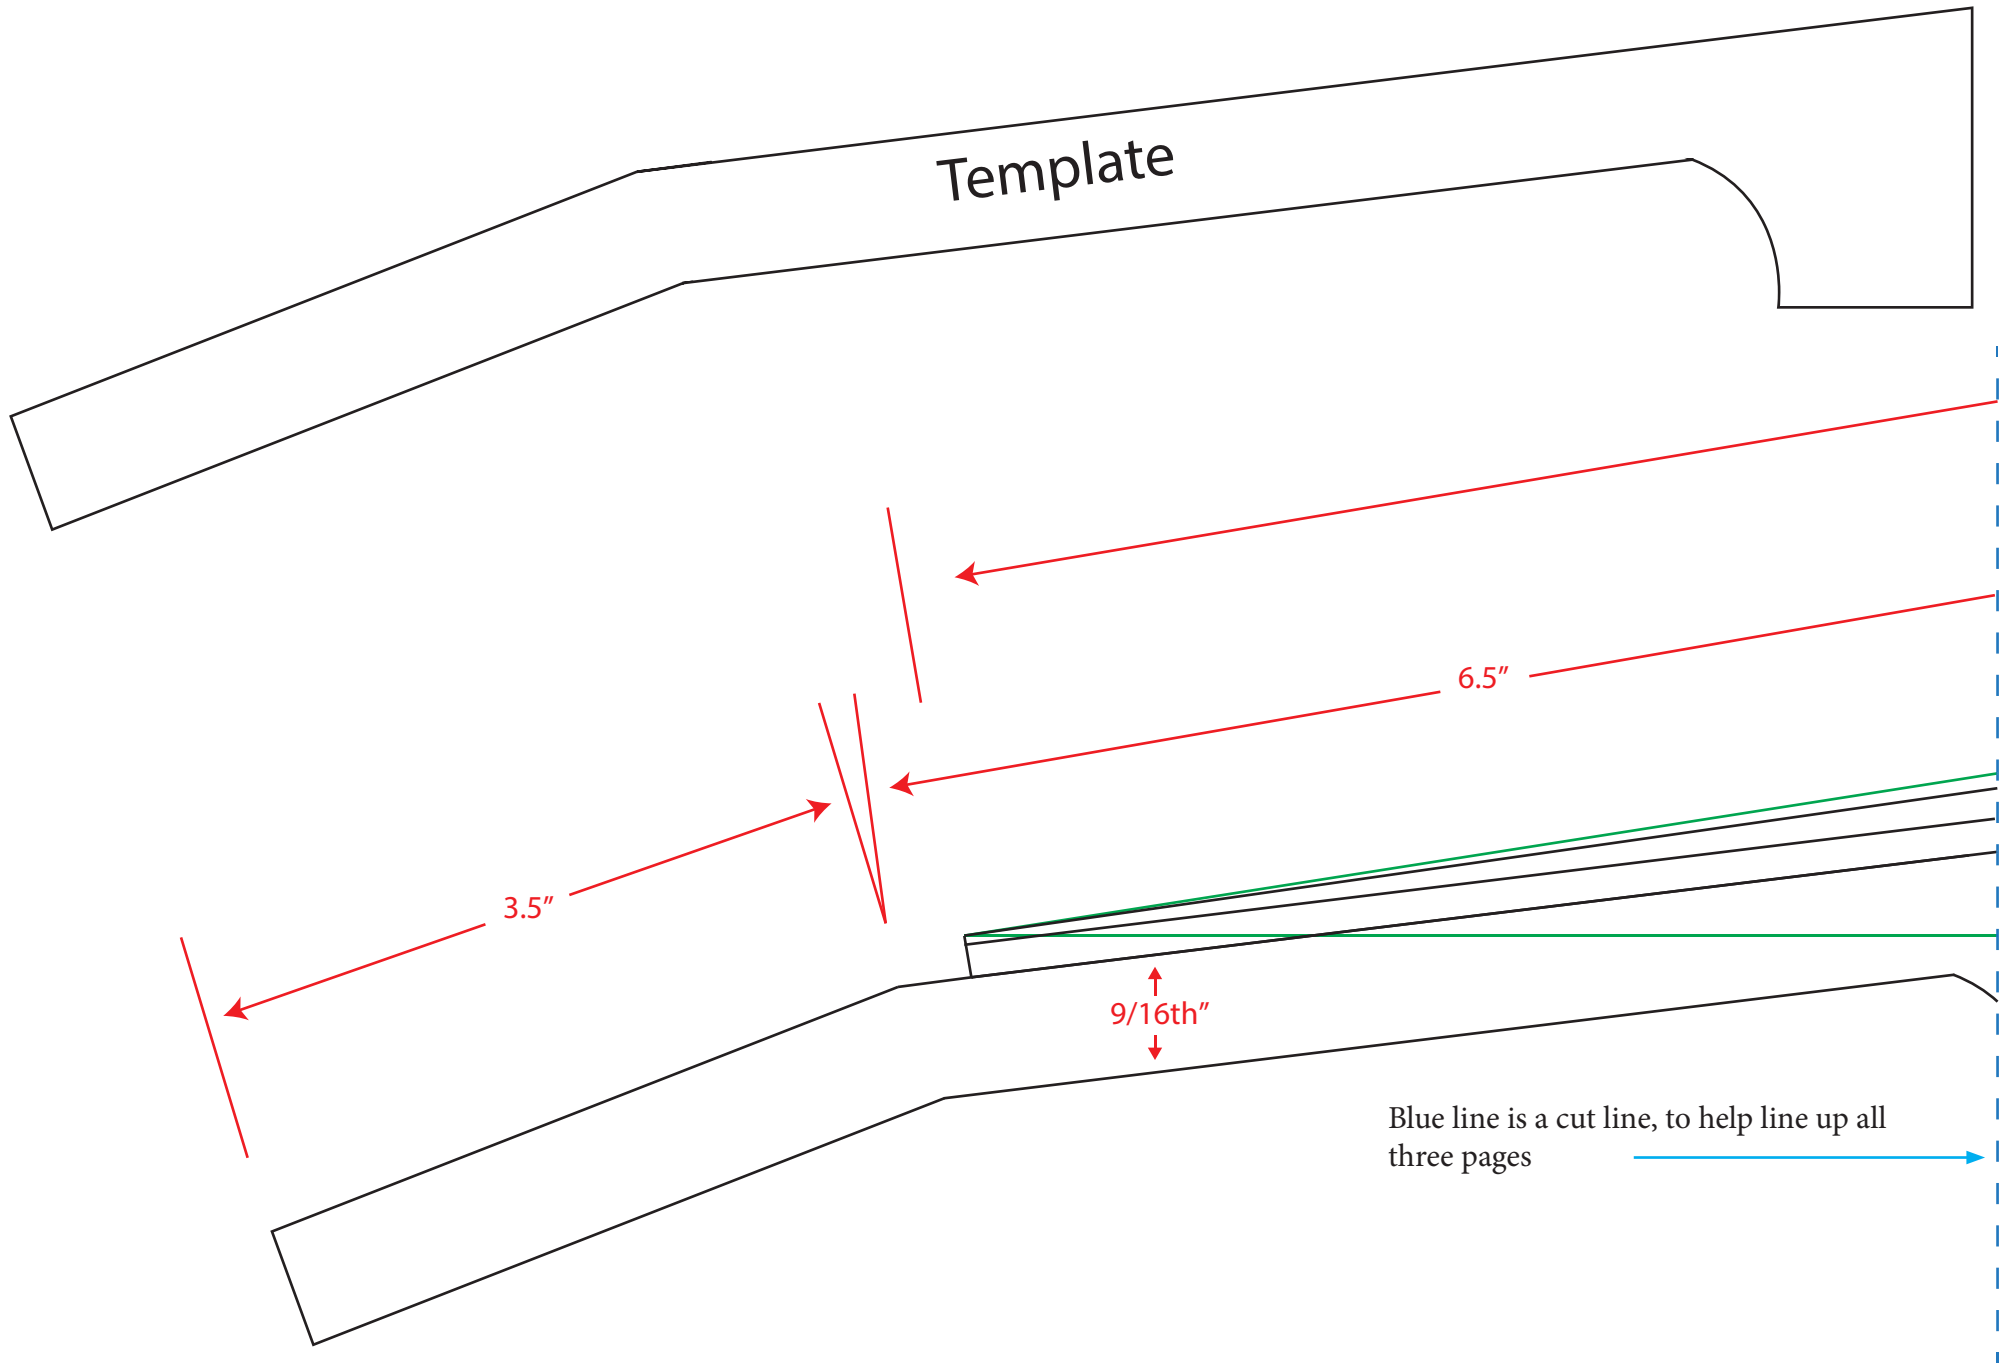 Template
6.5″
3.5″
9/16th″
Blue line is a cut line, to help line up all
three pages